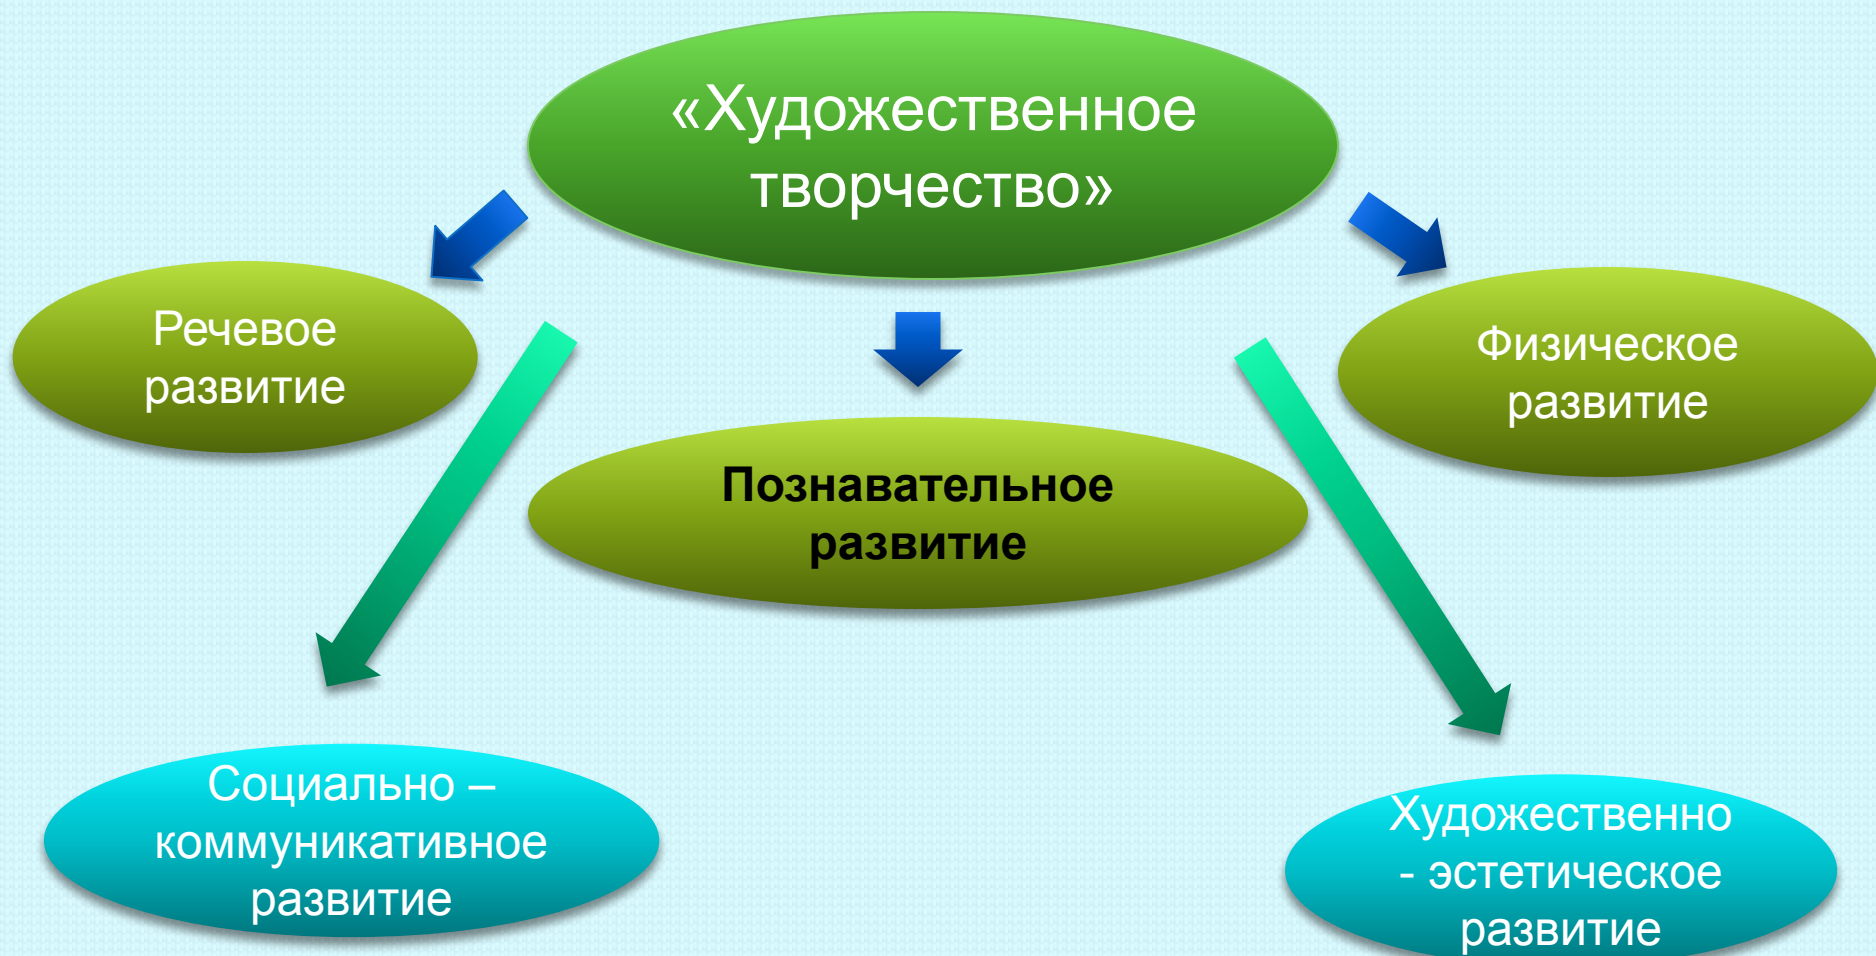 «Художественное
творчество»
Речевое
развитие
Физическое
развитие
Познавательное
развитие
Социально –
коммуникативное
развитие
Художественно
- эстетическое
развитие